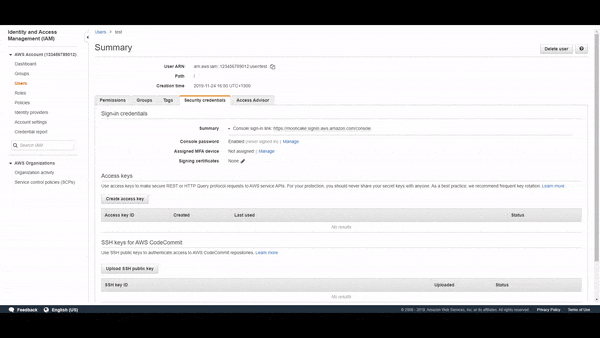 Identity and Access
Management (IAM)
AWS Account (123456789012)
Dashboard
Groups
Users
Roles
Policies
Identity providers
Account settings
Credential report
Search IAM
AWS Organizations
Organization activity
Service control policies (SCPs)
Users > test
Summary
Delete user
User ARN arn:aws:iam::123456789012:user/test
Path /
Creation time 2019-11-24 16:50 UTC+1300
Permissions Groups Tags Security credentials Access Advisor
Sign-in credentials
Summary • Console sign-in link:
Console password Enabled (never signed in) | Manage
Assigned MFA device Not assigned | Manage
Signing certificates None
Access keys
Use access keys to make secure REST or HTTP Query protocol requests to AWS service APIs. For your protection, you should never share your secret keys with anyone. As a best practice, we recommend frequent key rotation. Learn more
Create access key
Access key ID Created Last used Status
No results
SSH keys for AWS CodeCommit
Use SSH public keys to authenticate access to AWS CodeCommit repositories. Learn more
Upload SSH public key
SSH key ID Uploaded Status
No results
Feedback English (US) © 2008 - 2019, Amazon Web Services, Inc. or its affiliates. All rights reserved. Privacy Policy Terms of Use